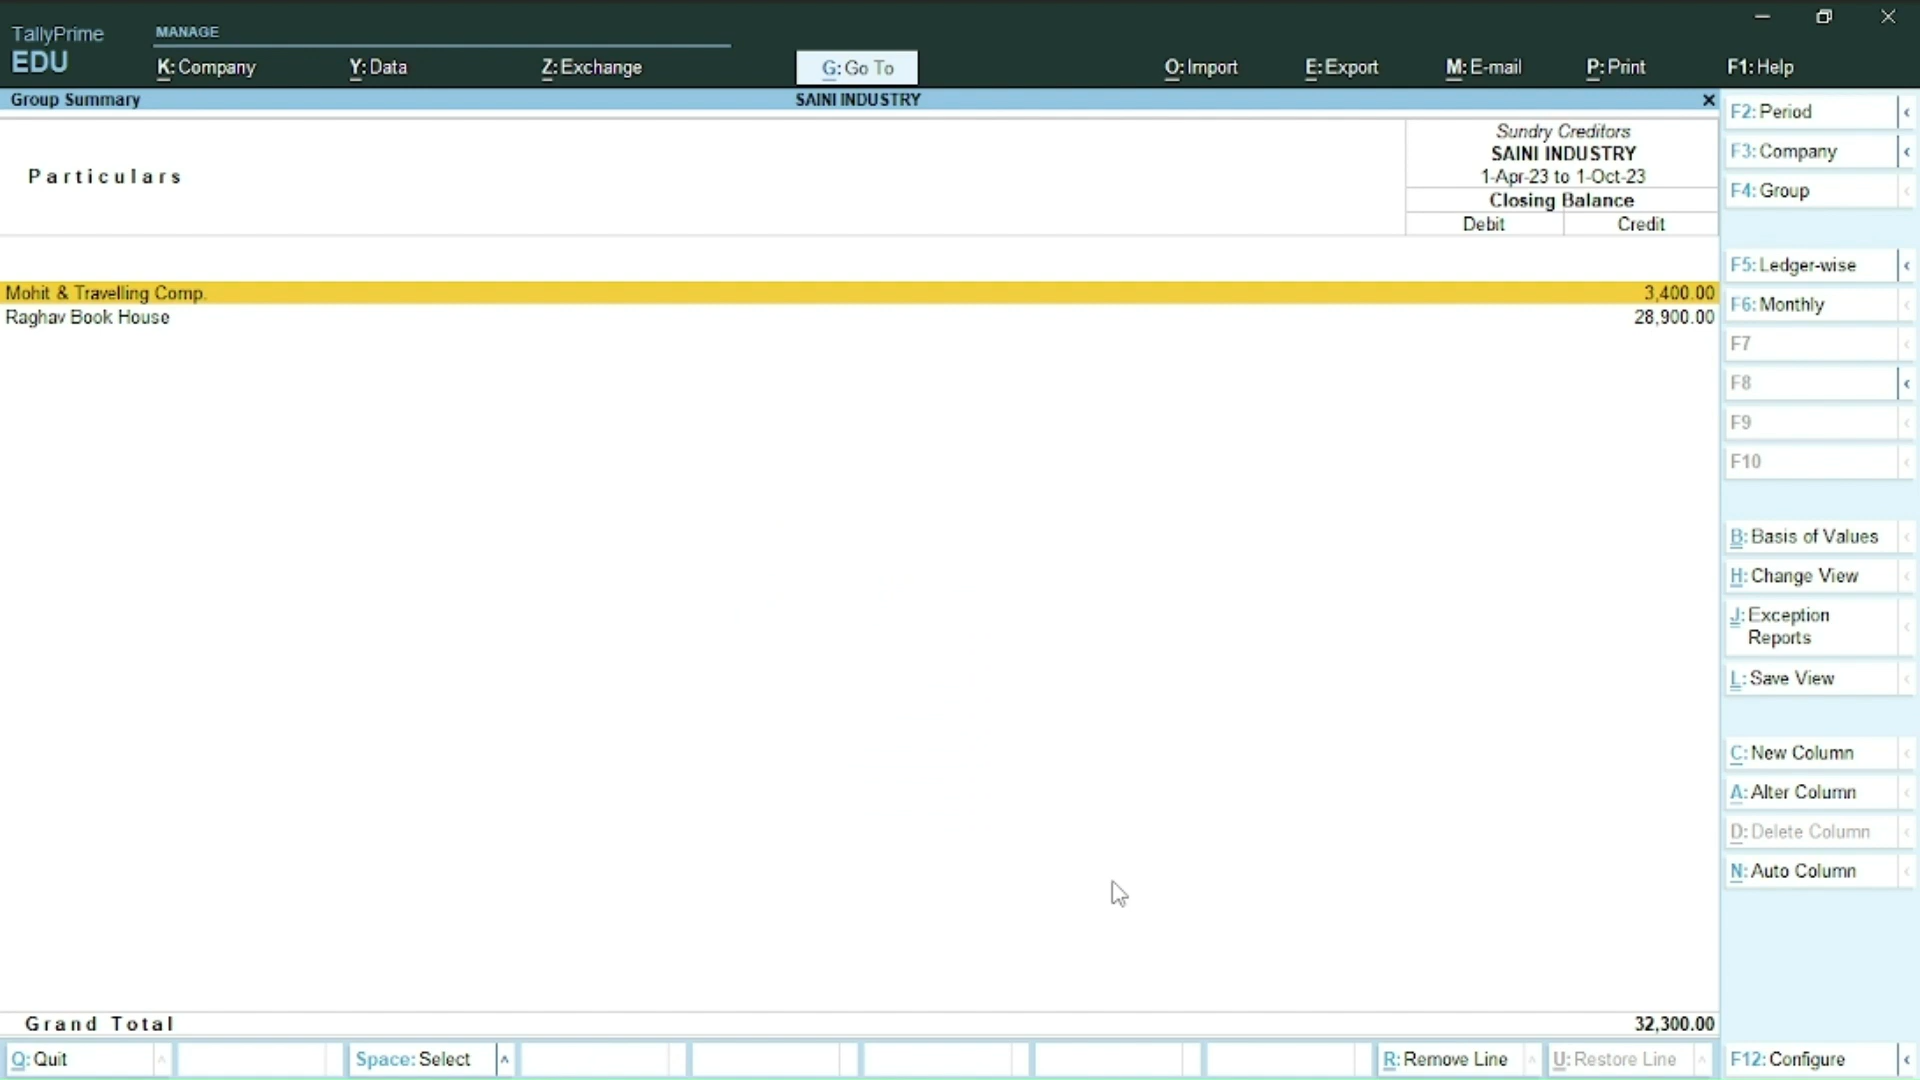 TallyPrime
EDU
MANAGE
K: Company
Y: Data
Z: Exchange
G: Go To
O: Import
E: Export
M: E-mail
P: Print
F1: Help
Group Summary
SAINI INDUSTRY
Particulars
Sundry Creditors
SAINI INDUSTRY
1-Apr-23 to 1-Oct-23
Closing Balance
Debit Credit
Mohit & Travelling Comp. 3,400.00
Raghav Book House 28,900.00
Grand Total 32,300.00
F2: Period
F3: Company
F4: Group
F5: Ledger-wise
F6: Monthly
F7
F8
F9
F10
B: Basis of Values
H: Change View
J: Exception
Reports
L: Save View
C: New Column
A: Alter Column
D: Delete Column
N: Auto Column
Q: Quit
Space: Select
R: Remove Line
U: Restore Line
F12: Configure